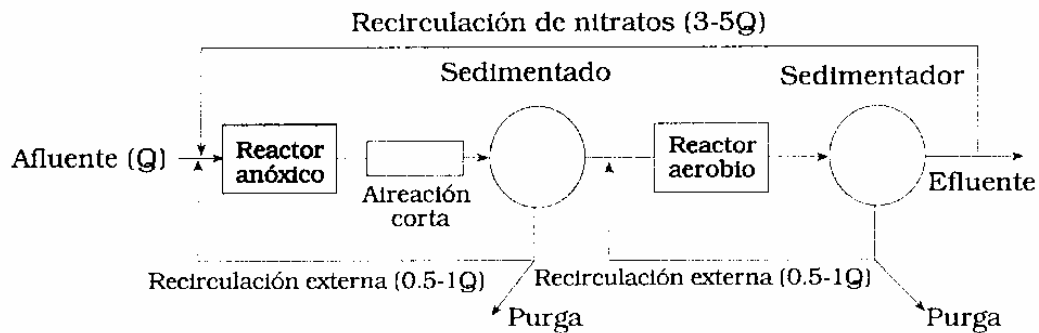 Recirculación de nitratos (3-5Q)
Sedimentado
Sedimentador
Afluente (Q)
Reactor
anóxico
Aireación
corta
Reactor
aerobio
Efluente
Recirculación externa (0.5-1Q)
Recirculación externa (0.5-1Q)
Purga
Purga